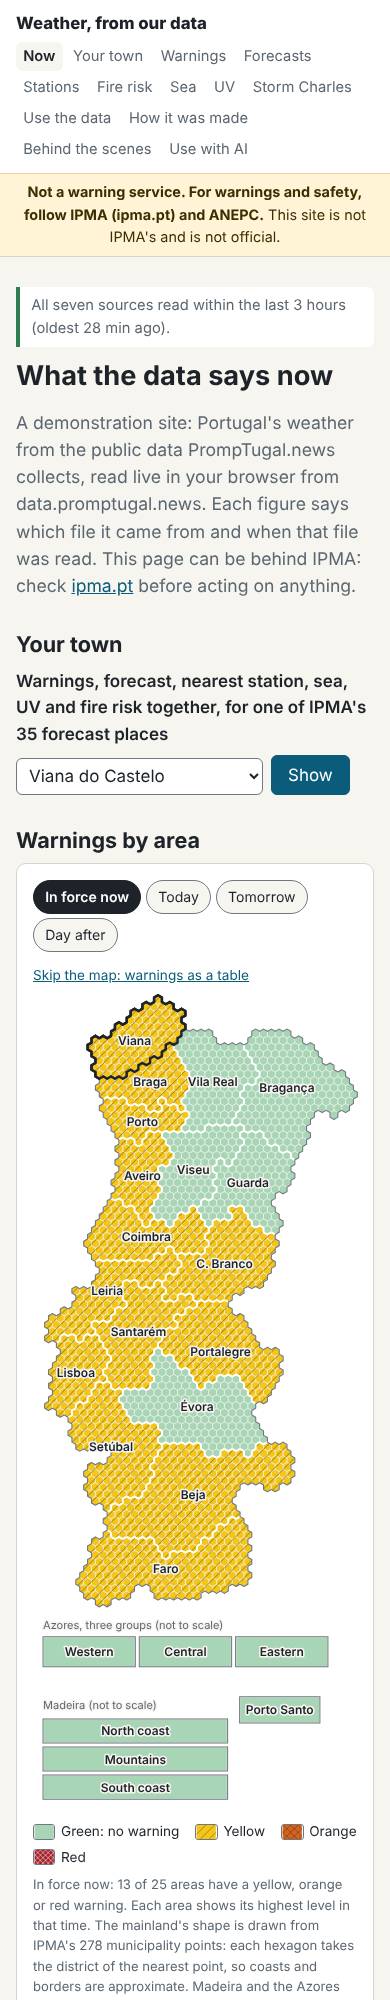 Weather, from our data
Now Your town Warnings Forecasts
Stations Fire risk Sea UV Storm Charles
Use the data How it was made
Behind the scenes Use with AI
Not a warning service. For warnings and safety,
follow IPMA (ipma.pt) and ANEPC. This site is not
IPMA's and is not official.
All seven sources read within the last 3 hours
(oldest 28 min ago).
What the data says now
A demonstration site: Portugal's weather
from the public data PrompTugal.news
collects, read live in your browser from
data.promptugal.news. Each figure says
which file it came from and when that file
was read. This page can be behind IPMA:
check ipma.pt before acting on anything.
Your town
Warnings, forecast, nearest station, sea,
UV and fire risk together, for one of IPMA's
35 forecast places
Viana do Castelo Show
Warnings by area
In force now Today Tomorrow
Day after
Skip the map: warnings as a table
Viana
Braga Vila Real Bragança
Porto
Aveiro Viseu
Guarda
Coimbra
C. Branco
Leiria
Santarém
Portalegre
Lisboa
Évora
Setúbal
Beja
Faro
Azores, three groups (not to scale)
Western Central Eastern
Madeira (not to scale)
Porto Santo
North coast
Mountains
South coast
Green: no warning Yellow Orange
Red
In force now: 13 of 25 areas have a yellow, orange
or red warning. Each area shows its highest level in
that time. The mainland's shape is drawn from
IPMA's 278 municipality points: each hexagon takes
the district of the nearest point, so coasts and
borders are approximate. Madeira and the Azores